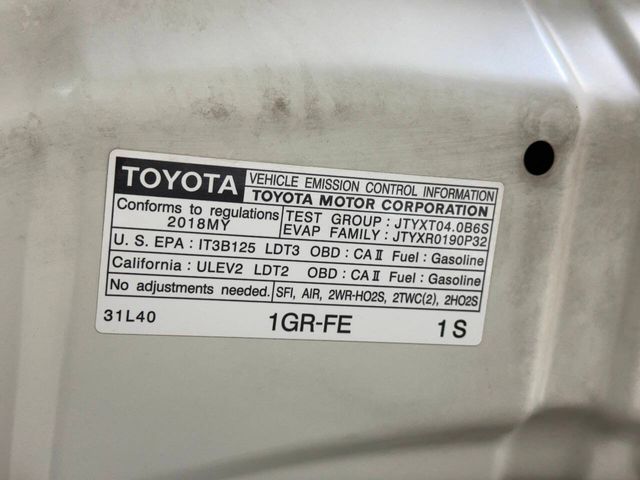 TOYOTA VEHICLE EMISSION CONTROL INFORMATION
TOYOTA MOTOR CORPORATION
Conforms to regulations
2018MY
TEST GROUP : JTYXT04.0B6S
EVAP FAMILY : JTYXR0190P32
U. S. EPA : IT3B125 LDT3 OBD : CA II Fuel : Gasoline
California : ULEV2 LDT2 OBD : CA II Fuel : Gasoline
No adjustments needed. SFI, AIR, 2WR-HO2S, 2TWC(2), 2HO2S
31L40 1GR-FE 1 S